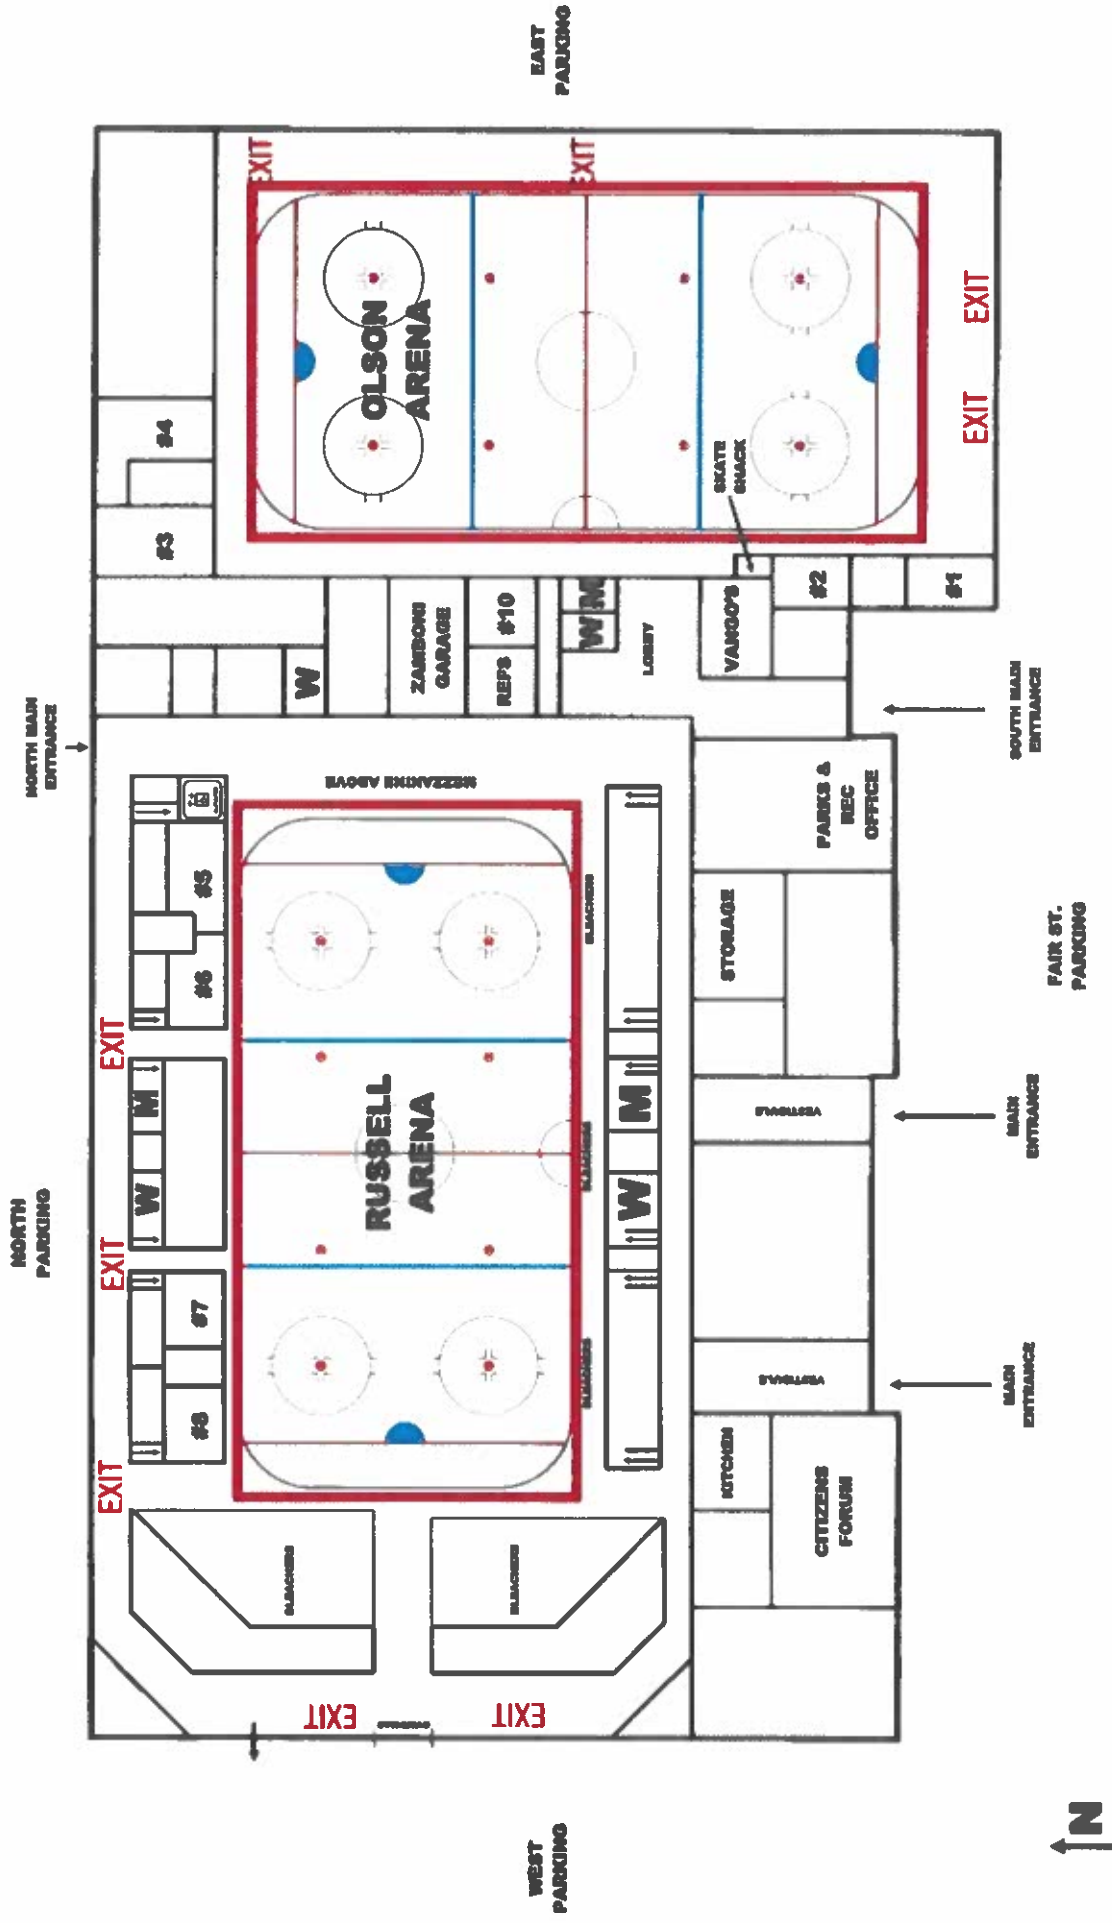 NORTH
PARKING
NORTH MAIN
ENTRANCE
EXIT
EXIT
EXIT
W
M
#8
#7
#6
#5
#3
#4
EXIT
W
RUSSELL
ARENA
MEZZANINE ABOVE
OLSON
ARENA
BLEACHERS
BLEACHERS
EXIT
EXIT
ZAMBONI
GARAGE
REFS
#10
WEST
PARKING
EAST
PARKING
EXIT
BLEACHERS
BLEACHERS
BLEACHERS
W
M
W
M
LOBBY
SKATE
SHACK
KITCHEN
STORAGE
VANGO'S
#2
VESTIBULE
VESTIBULE
CITIZENS
FORUM
PARKS &
REC
OFFICE
#1
EXIT
EXIT
MAIN
ENTRANCE
MAIN
ENTRANCE
SOUTH MAIN
ENTRANCE
FAIR ST.
PARKING
N